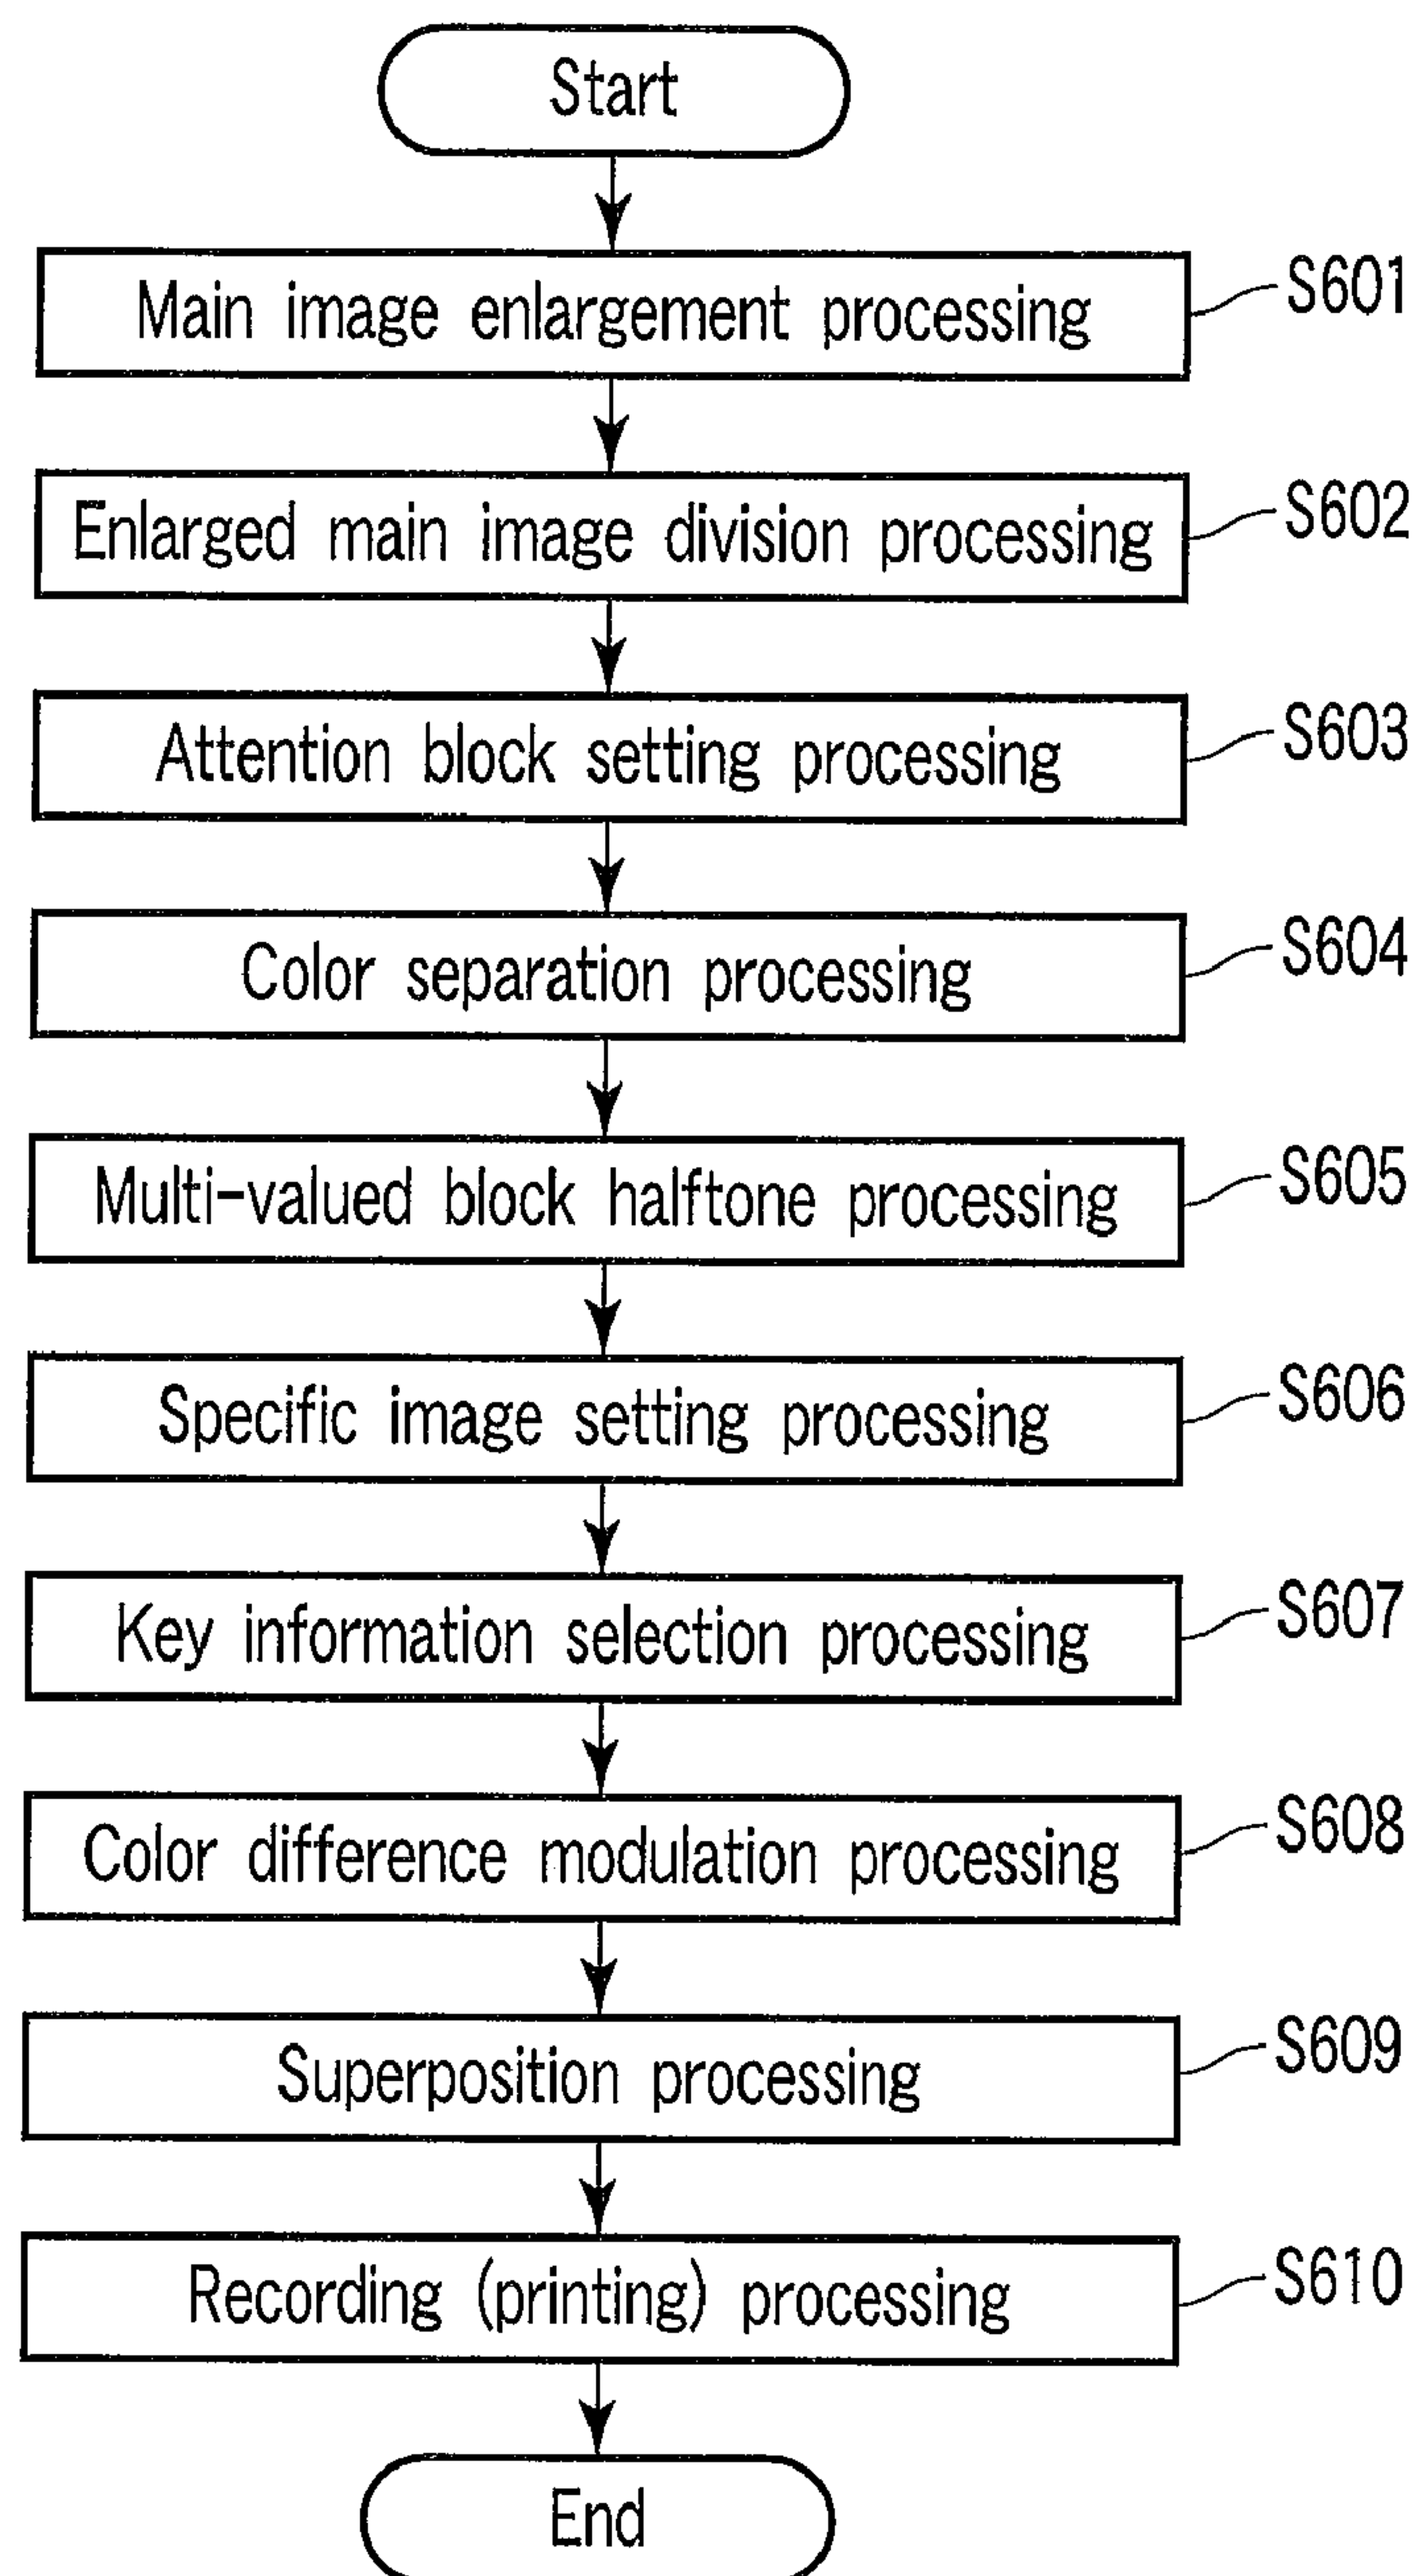 Start
Main image enlargement processing S601
Enlarged main image division processing S602
Attention block setting processing S603
Color separation processing S604
Multi-valued block halftone processing S605
Specific image setting processing S606
Key information selection processing S607
Color difference modulation processing S608
Superposition processing S609
Recording (printing) processing S610
End